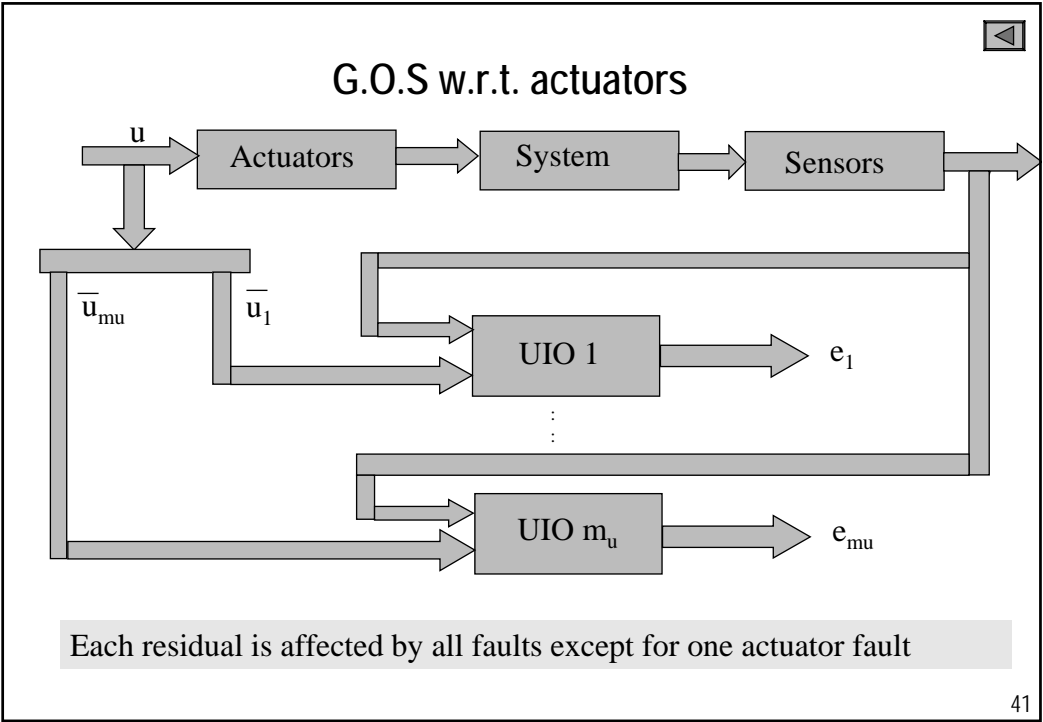 G.O.S w.r.t. actuators
u
Actuators
System
Sensors
u̅mu
u̅1
UIO 1
e1
:
:
UIO mu
emu
Each residual is affected by all faults except for one actuator fault
41